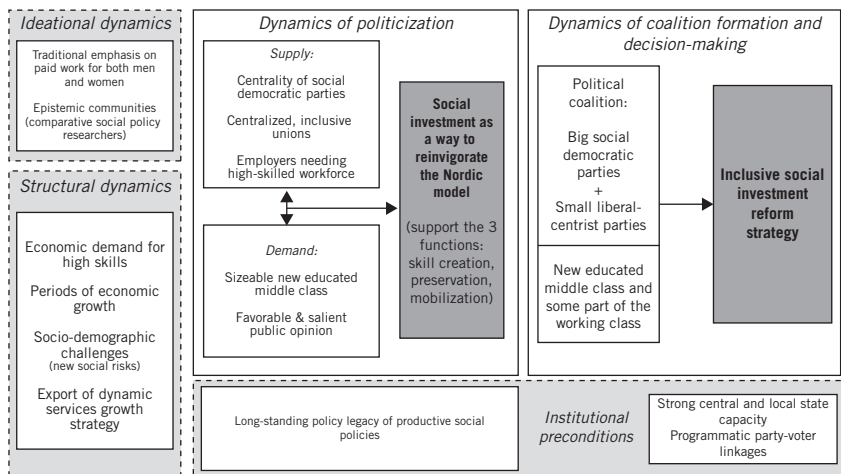 Ideational dynamics
Traditional emphasis on
paid work for both men
and women
Epistemic communities
(comparative social policy
researchers)
Structural dynamics
Economic demand for
high skills
Periods of economic
growth
Socio-demographic
challenges
(new social risks)
Export of dynamic
services growth
strategy
Dynamics of politicization
Supply:
Centrality of social
democratic parties
Centralized, inclusive
unions
Employers needing
high-skilled workforce
Demand:
Sizeable new educated
middle class
Favorable & salient
public opinion
Social
investment as
a way to
reinvigorate
the Nordic
model
(support the 3
functions:
skill creation,
preservation,
mobilization)
Dynamics of coalition formation and
decision-making
Political
coalition:
Big social
democratic
parties
+
Small liberal-
centrist parties
New educated
middle class and
some part of the
working class
Inclusive social
investment
reform
strategy
Long-standing policy legacy of productive social
policies
Institutional
preconditions
Strong central and local state
capacity
Programmatic party-voter
linkages